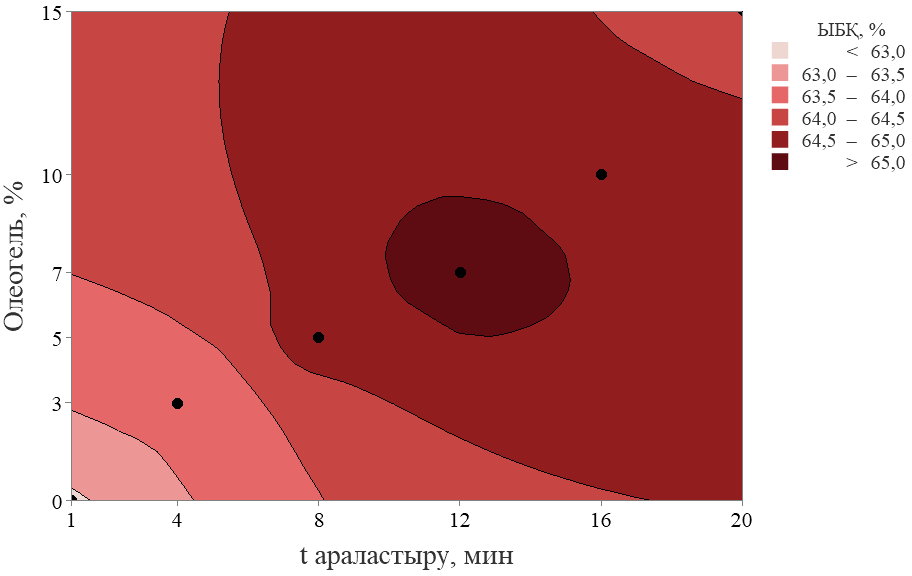 ЫБҚ, %
< 63,0
63,0 – 63,5
63,5 – 64,0
64,0 – 64,5
64,5 – 65,0
> 65,0
Олеогель, %
15
10
7
5
3
0
1 4 8 12 16 20
t араластыру, мин